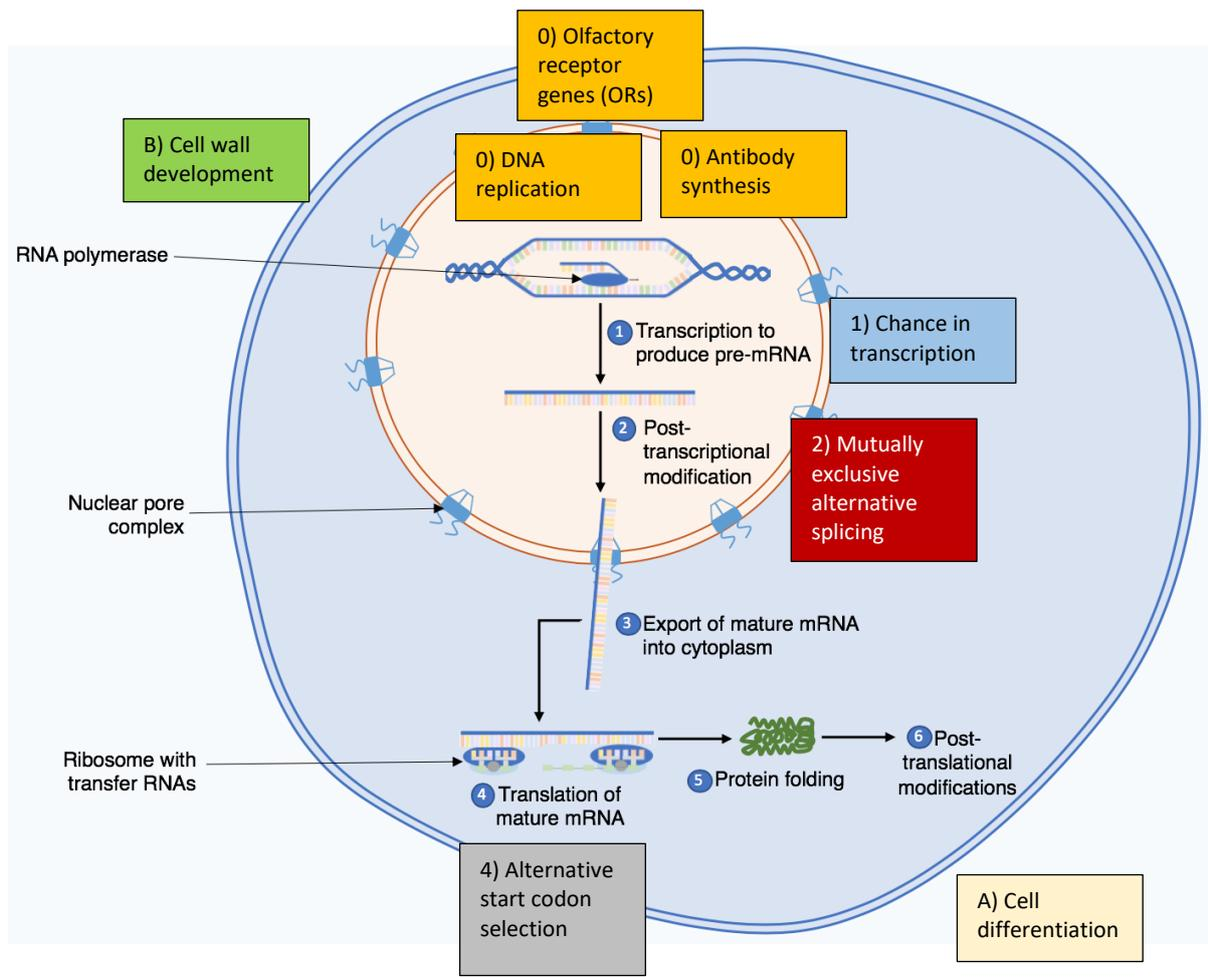 0) Olfactory
receptor
genes (ORs)
B) Cell wall
development
0) DNA
replication
0) Antibody
synthesis
RNA polymerase
1 Transcription to
produce pre-mRNA
1) Chance in
transcription
2 Post-
transcriptional
modification
2) Mutually
exclusive
alternative
splicing
Nuclear pore
complex
3 Export of mature mRNA
into cytoplasm
Ribosome with
transfer RNAs
4 Translation of
mature mRNA
5 Protein folding
6 Post-
translational
modifications
4) Alternative
start codon
selection
A) Cell
differentiation